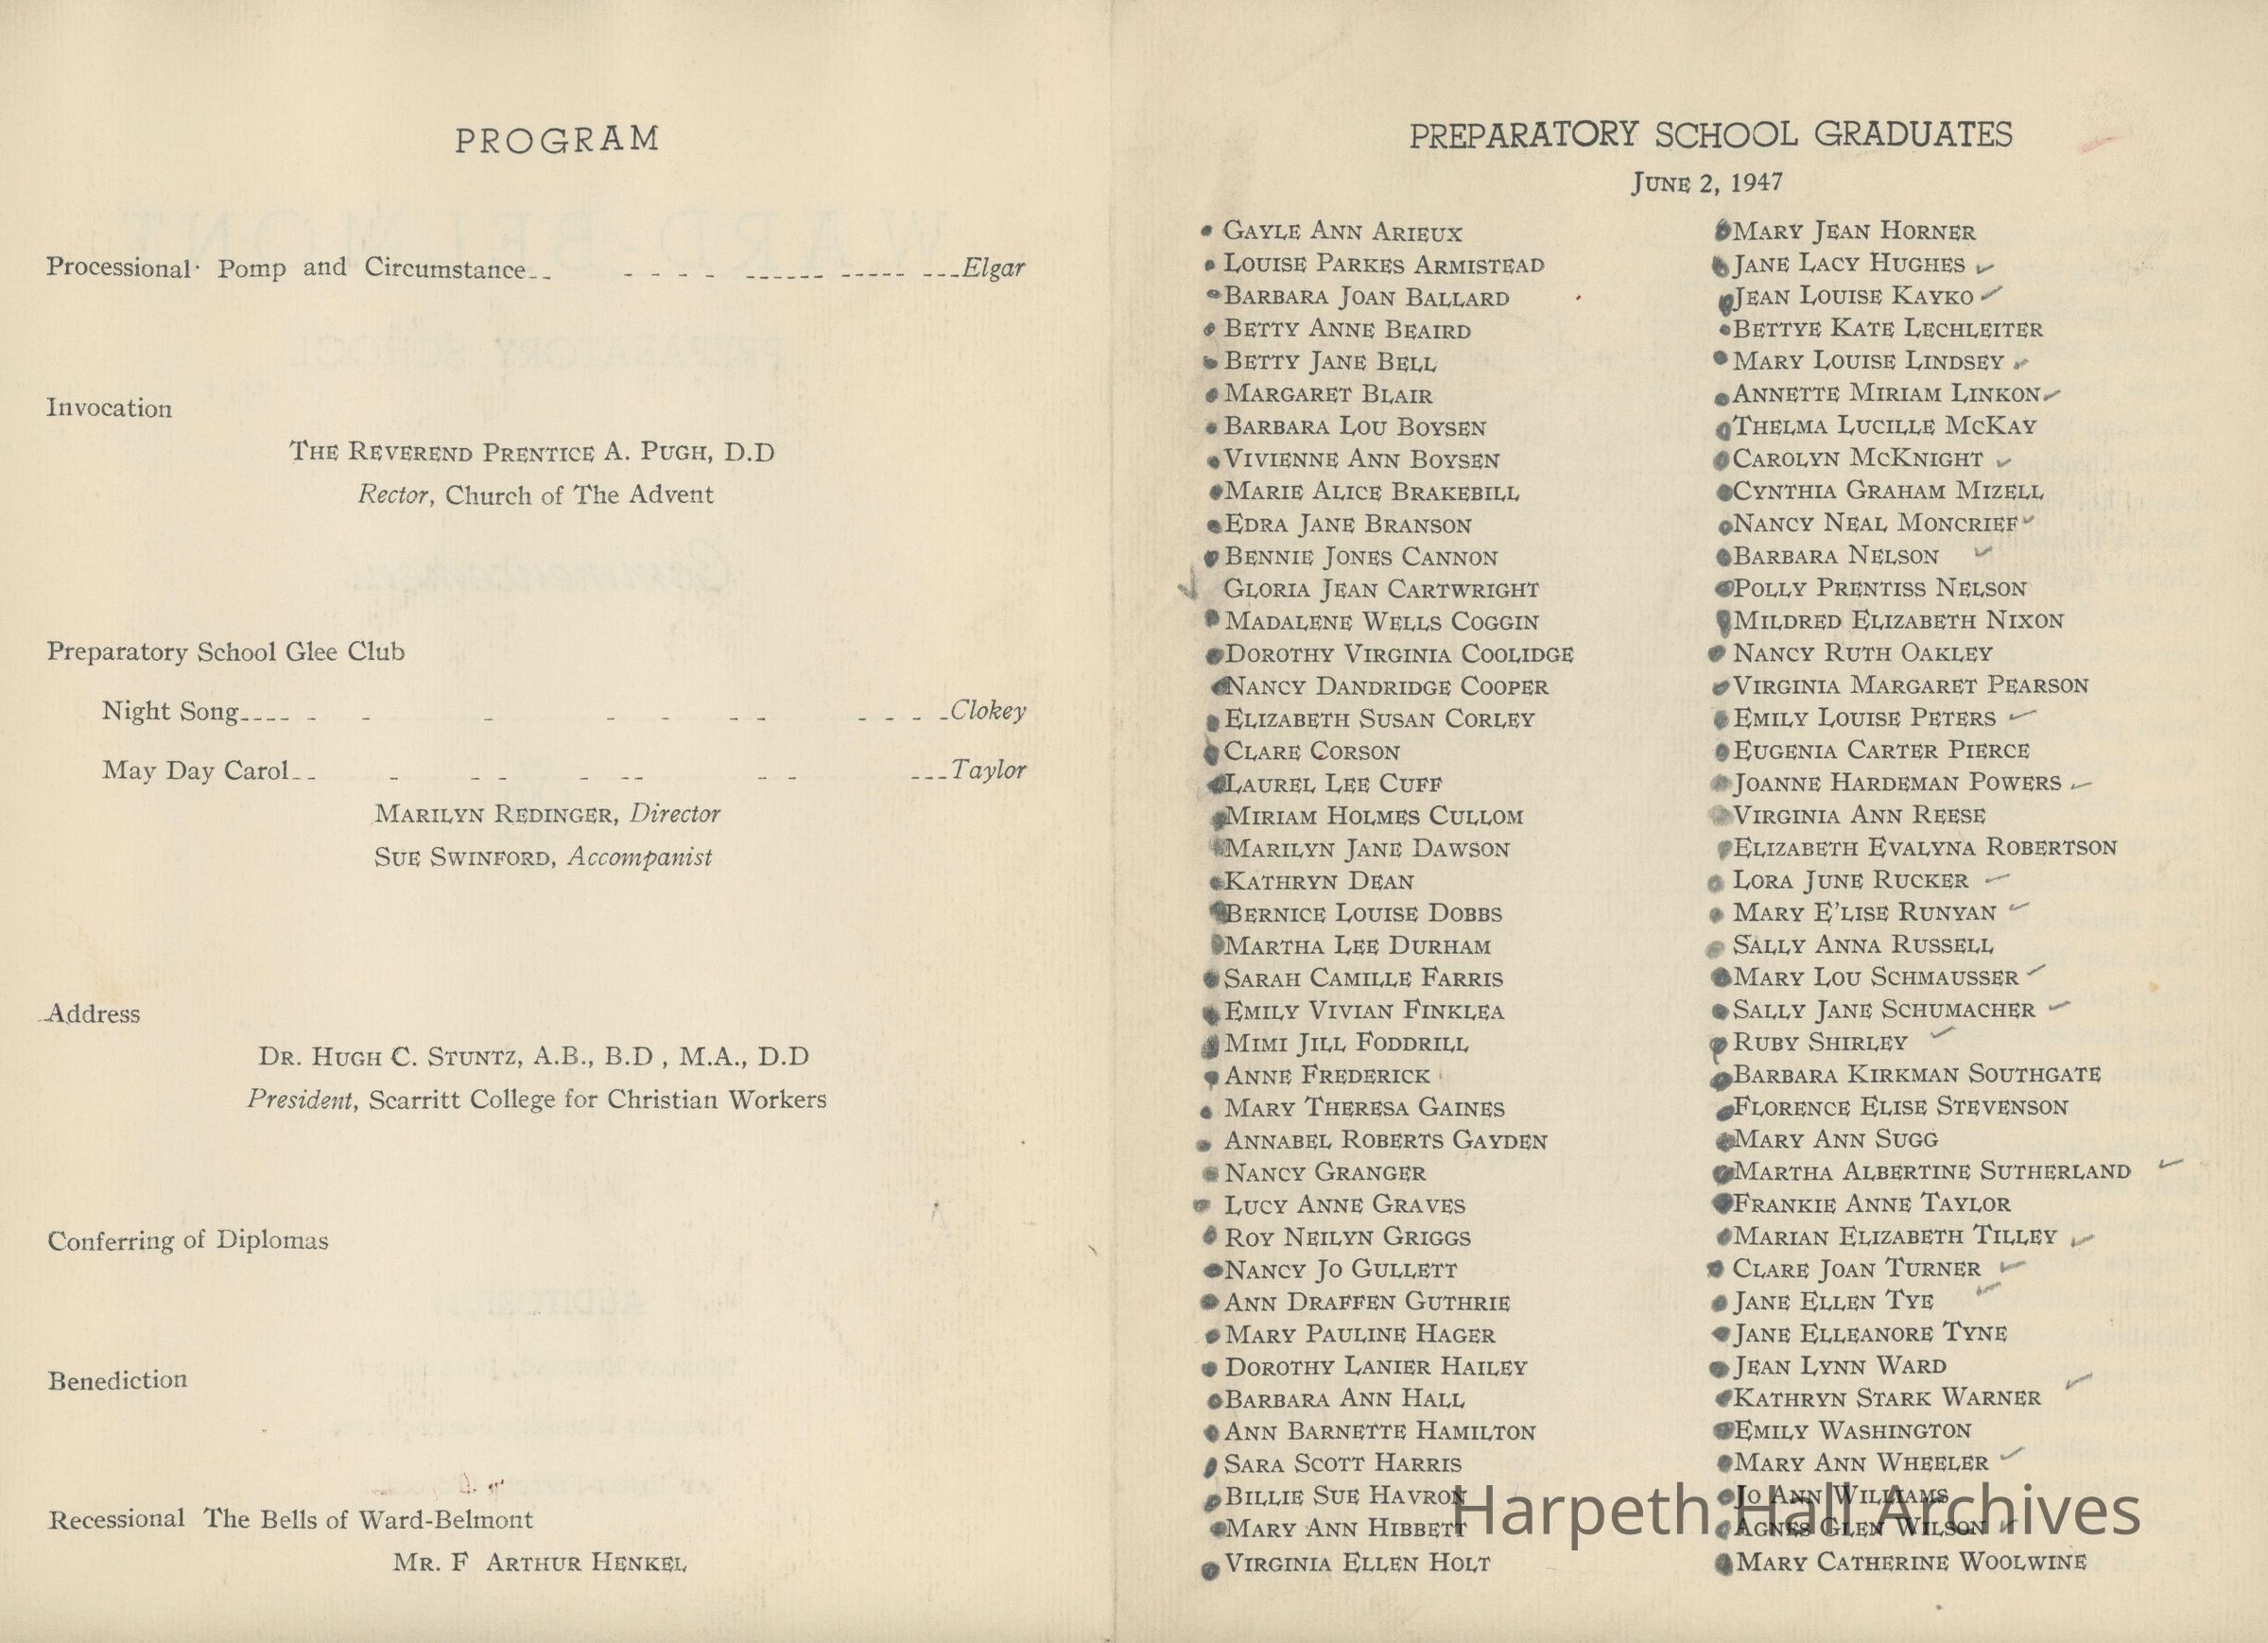 PROGRAM
Processional Pomp and Circumstance Elgar
Invocation
THE REVEREND PRENTICE A. PUGH, D.D
Rector, Church of The Advent
Preparatory School Glee Club
Night Song Clokey
May Day Carol Taylor
MARILYN REDINGER, Director
SUE SWINFORD, Accompanist
Address
DR. HUGH C. STUNTZ, A.B., B.D , M.A., D.D
President, Scarritt College for Christian Workers
Conferring of Diplomas
Benediction
Recessional The Bells of Ward-Belmont
MR. F ARTHUR HENKEL
PREPARATORY SCHOOL GRADUATES
JUNE 2, 1947
GAYLE ANN ARIEUX
LOUISE PARKES ARMISTEAD
BARBARA JOAN BALLARD
BETTY ANNE BEAIRD
BETTY JANE BELL
MARGARET BLAIR
BARBARA LOU BOYSEN
VIVIENNE ANN BOYSEN
MARIE ALICE BRAKEBILL
EDRA JANE BRANSON
BENNIE JONES CANNON
GLORIA JEAN CARTWRIGHT
MADALENE WELLS COGGIN
DOROTHY VIRGINIA COOLIDGE
NANCY DANDRIDGE COOPER
ELIZABETH SUSAN CORLEY
CLARE CORSON
LAUREL LEE CUFF
MIRIAM HOLMES CULLOM
MARILYN JANE DAWSON
KATHRYN DEAN
BERNICE LOUISE DOBBS
MARTHA LEE DURHAM
SARAH CAMILLE FARRIS
EMILY VIVIAN FINKLEA
MIMI JILL FODDRILL
ANNE FREDERICK
MARY THERESA GAINES
ANNABEL ROBERTS GAYDEN
NANCY GRANGER
LUCY ANNE GRAVES
ROY NEILYN GRIGGS
NANCY JO GULLETT
ANN DRAFFEN GUTHRIE
MARY PAULINE HAGER
DOROTHY LANIER HAILEY
BARBARA ANN HALL
ANN BARNETTE HAMILTON
SARA SCOTT HARRIS
BILLIE SUE HAVRON
MARY ANN HIBBETT
VIRGINIA ELLEN HOLT
MARY JEAN HORNER
JANE LACY HUGHES
JEAN LOUISE KAYKO
BETTYE KATE LECHLEITER
MARY LOUISE LINDSEY
ANNETTE MIRIAM LINKON
THELMA LUCILLE MCKAY
CAROLYN MCKNIGHT
CYNTHIA GRAHAM MIZELL
NANCY NEAL MONCRIEF
BARBARA NELSON
POLLY PRENTISS NELSON
MILDRED ELIZABETH NIXON
NANCY RUTH OAKLEY
VIRGINIA MARGARET PEARSON
EMILY LOUISE PETERS
EUGENIA CARTER PIERCE
JOANNE HARDEMAN POWERS
VIRGINIA ANN REESE
ELIZABETH EVALYNA ROBERTSON
LORA JUNE RUCKER
MARY E'LISE RUNYAN
SALLY ANNA RUSSELL
MARY LOU SCHMAUSSER
SALLY JANE SCHUMACHER
RUBY SHIRLEY
BARBARA KIRKMAN SOUTHGATE
FLORENCE ELISE STEVENSON
MARY ANN SUGG
MARTHA ALBERTINE SUTHERLAND
FRANKIE ANNE TAYLOR
MARIAN ELIZABETH TILLEY
CLARE JOAN TURNER
JANE ELLEN TYE
JANE ELLEANORE TYNE
JEAN LYNN WARD
KATHRYN STARK WARNER
EMILY WASHINGTON
MARY ANN WHEELER
JO ANN WILLIAMS
AGNES GLEN WILSON
MARY CATHERINE WOOLWINE
Harpeth Hall Archives